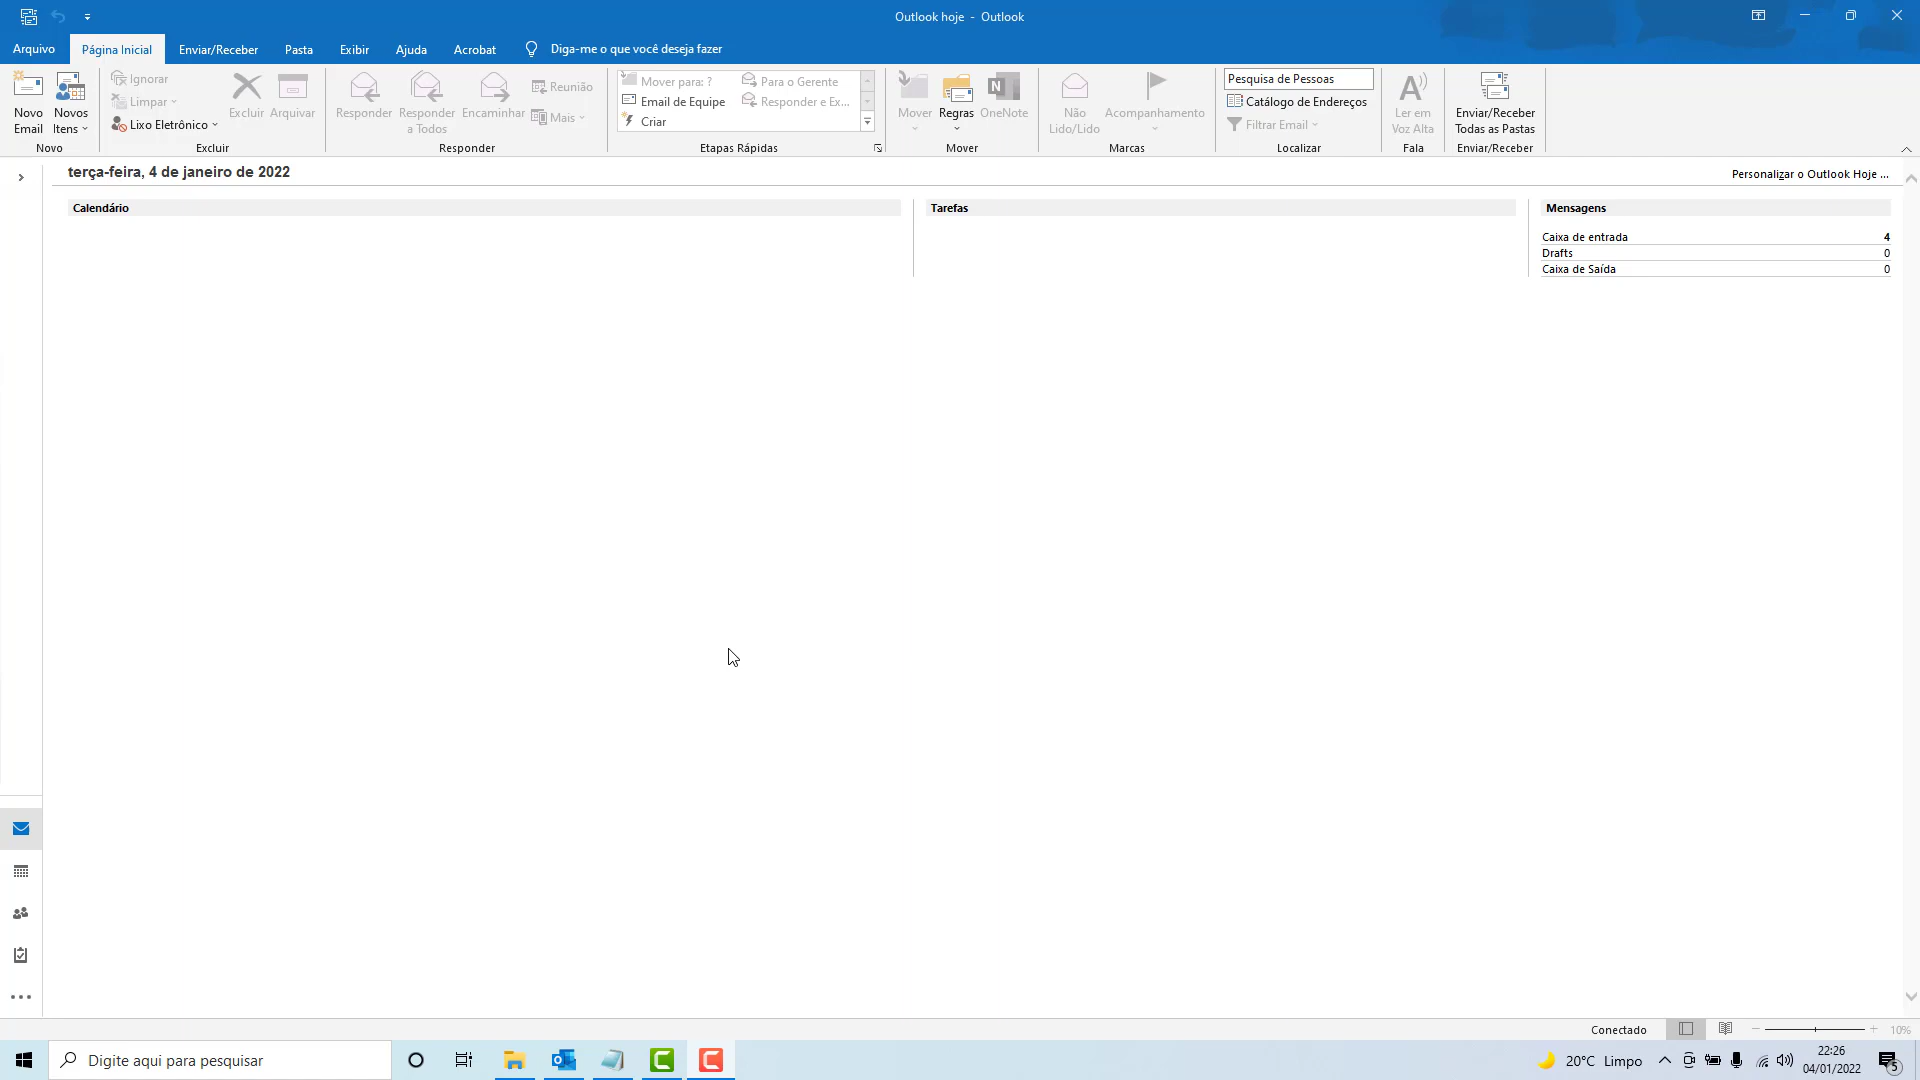 Outlook hoje - Outlook
Arquivo Página Inicial Enviar/Receber Pasta Exibir Ajuda Acrobat Diga-me o que você deseja fazer
Novo Email
Novos Itens
Novo
Ignorar
Limpar
Lixo Eletrônico
Excluir
Arquivar
Excluir
Responder
Responder a Todos
Encaminhar
Reunião
Mais
Responder
Mover para: ?
Email de Equipe
Criar
Para o Gerente
Responder e Ex...
Etapas Rápidas
Mover
Regras
N
OneNote
Mover
Não Lido/Lido
Acompanhamento
Marcas
Pesquisa de Pessoas
Catálogo de Endereços
Filtrar Email
Localizar
A
Ler em Voz Alta
Fala
Enviar/Receber Todas as Pastas
Enviar/Receber
terça-feira, 4 de janeiro de 2022
Personalizar o Outlook Hoje ...
Calendário
Tarefas
Mensagens
Caixa de entrada 4
Drafts 0
Caixa de Saída 0
Conectado
10%
Digite aqui para pesquisar
20°C Limpo
22:26
04/01/2022
5